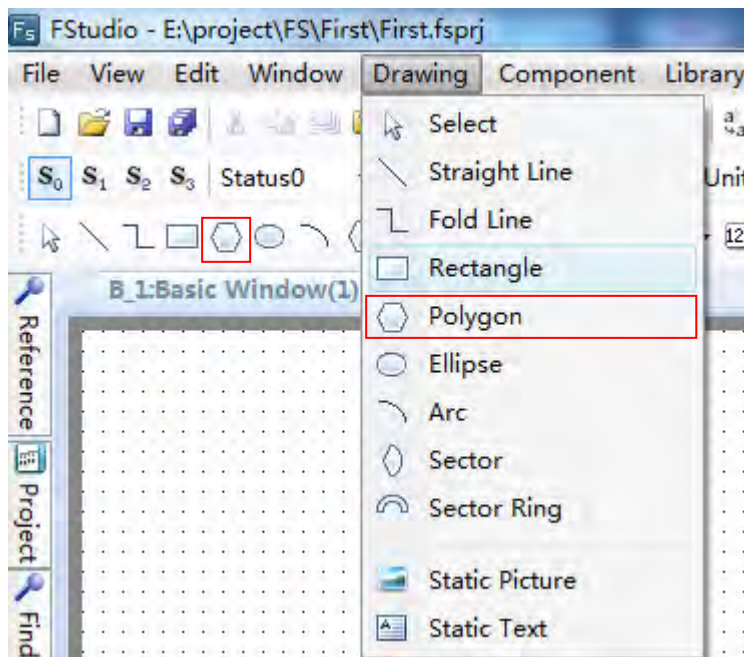 Fs FStudio - E:\project\FS\First\First.fsprj
File View Edit Window Drawing Component Library
Select
S0 S1 S2 S3 Status0
Straight Line
Unit
Fold Line
12
Rectangle
B_1:Basic Window(1)
Polygon
Ellipse
Arc
Sector
Sector Ring
Static Picture
A Static Text
Reference
Project
Find